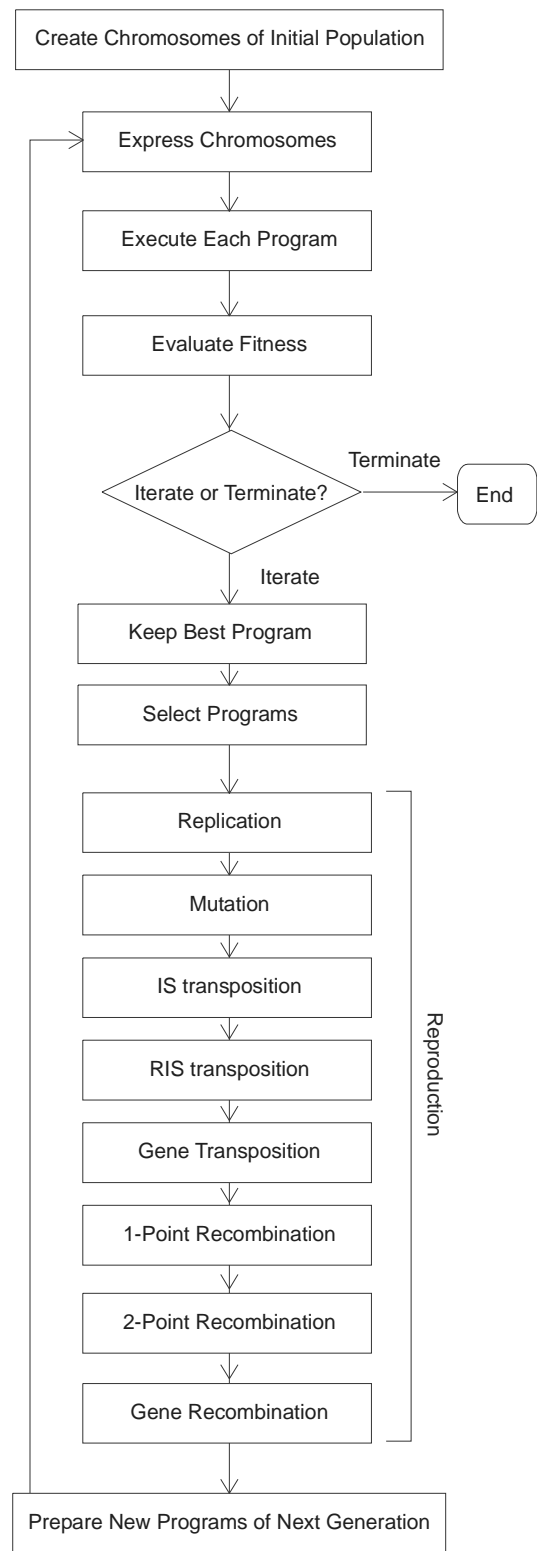 Create Chromosomes of Initial Population
Express Chromosomes
Execute Each Program
Evaluate Fitness
Iterate or Terminate?
Terminate
End
Iterate
Keep Best Program
Select Programs
Replication
Mutation
IS transposition
RIS transposition
Gene Transposition
1-Point Recombination
2-Point Recombination
Gene Recombination
Reproduction
Prepare New Programs of Next Generation